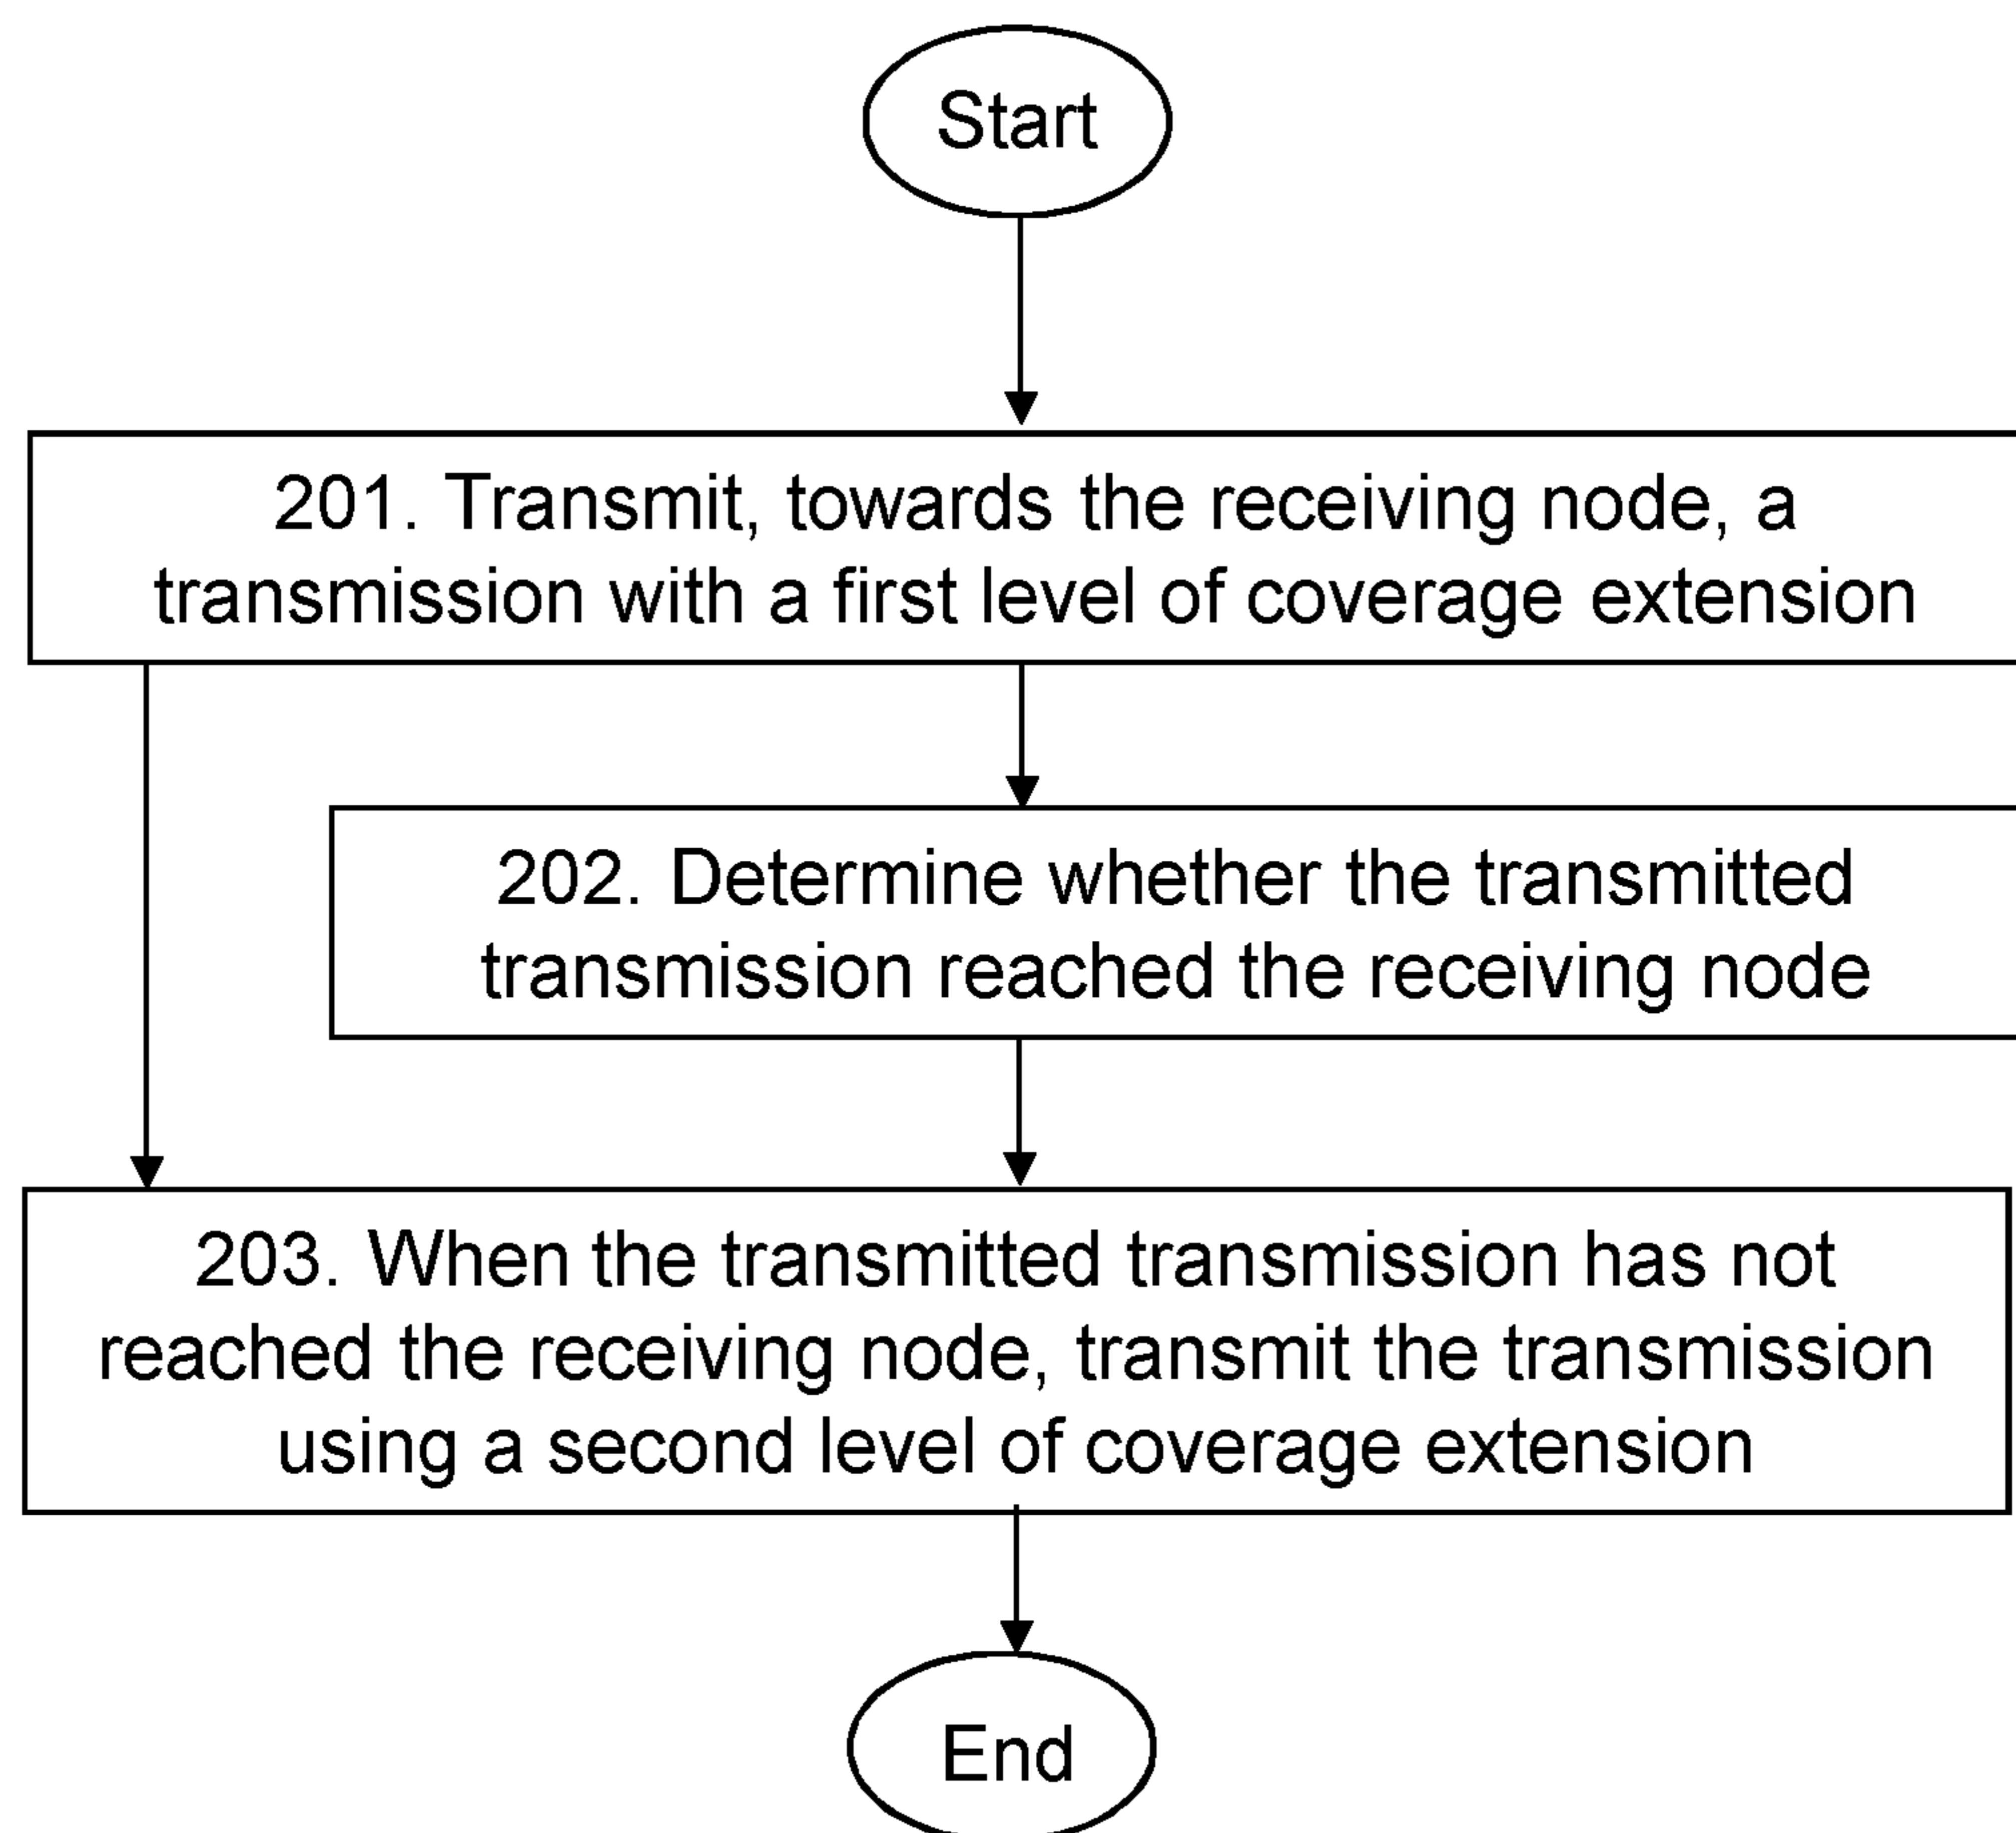 Start
201. Transmit, towards the receiving node, a
transmission with a first level of coverage extension
202. Determine whether the transmitted
transmission reached the receiving node
203. When the transmitted transmission has not
reached the receiving node, transmit the transmission
using a second level of coverage extension
End